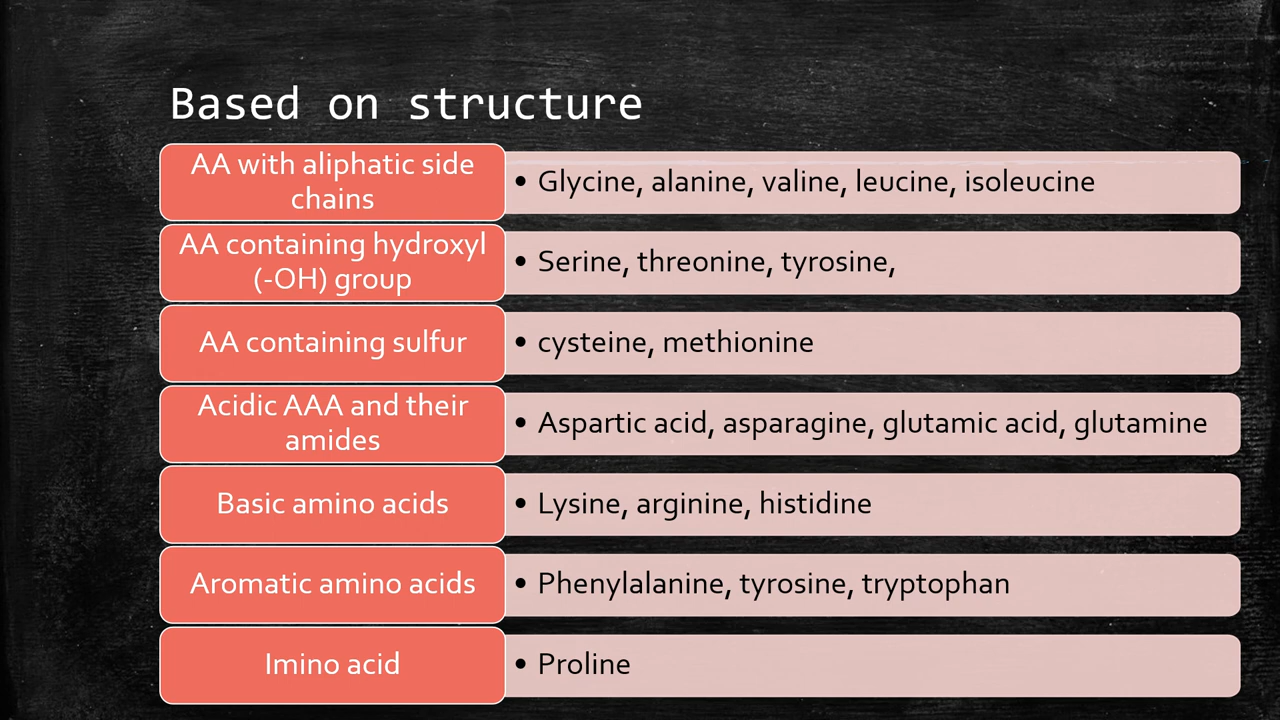 Based on structure
AA with aliphatic side
chains
• Glycine, alanine, valine, leucine, isoleucine
AA containing hydroxyl
(-OH) group
• Serine, threonine, tyrosine,
AA containing sulfur
• cysteine, methionine
Acidic AAA and their
amides
• Aspartic acid, asparagine, glutamic acid, glutamine
Basic amino acids
• Lysine, arginine, histidine
Aromatic amino acids
• Phenylalanine, tyrosine, tryptophan
Imino acid
• Proline